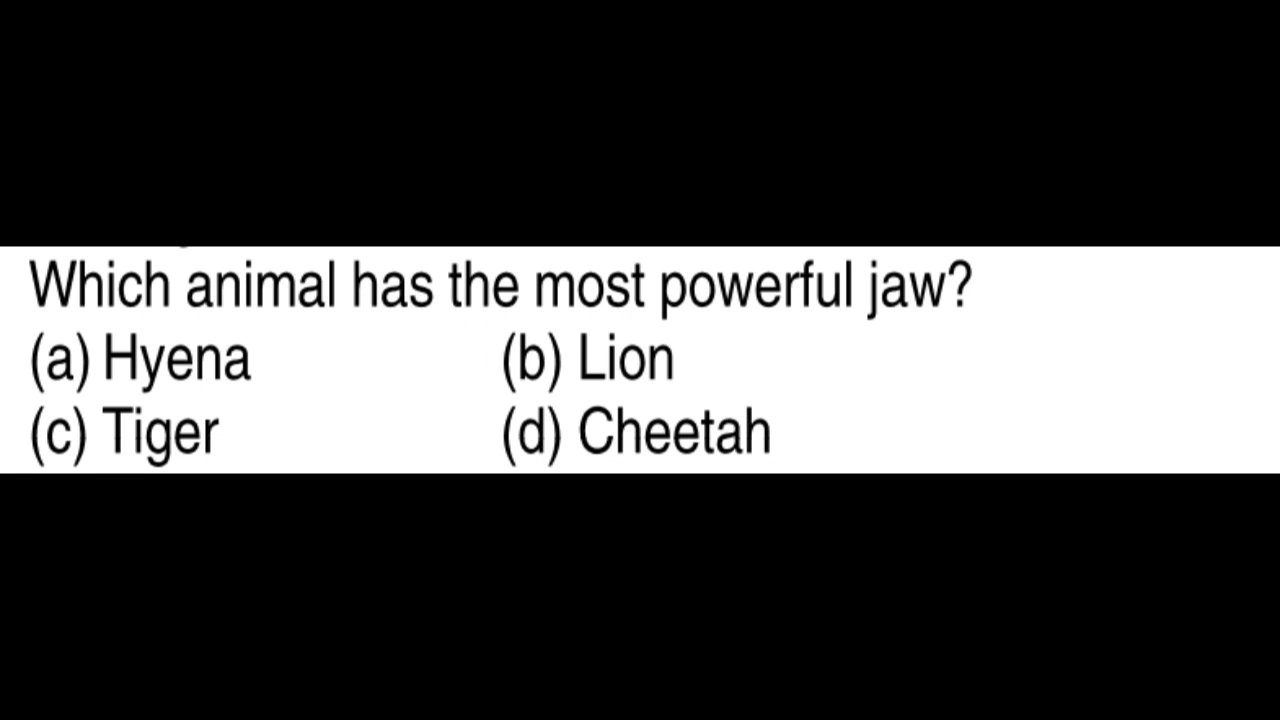 Which animal has the most powerful jaw?
(a) Hyena (b) Lion
(c) Tiger (d) Cheetah